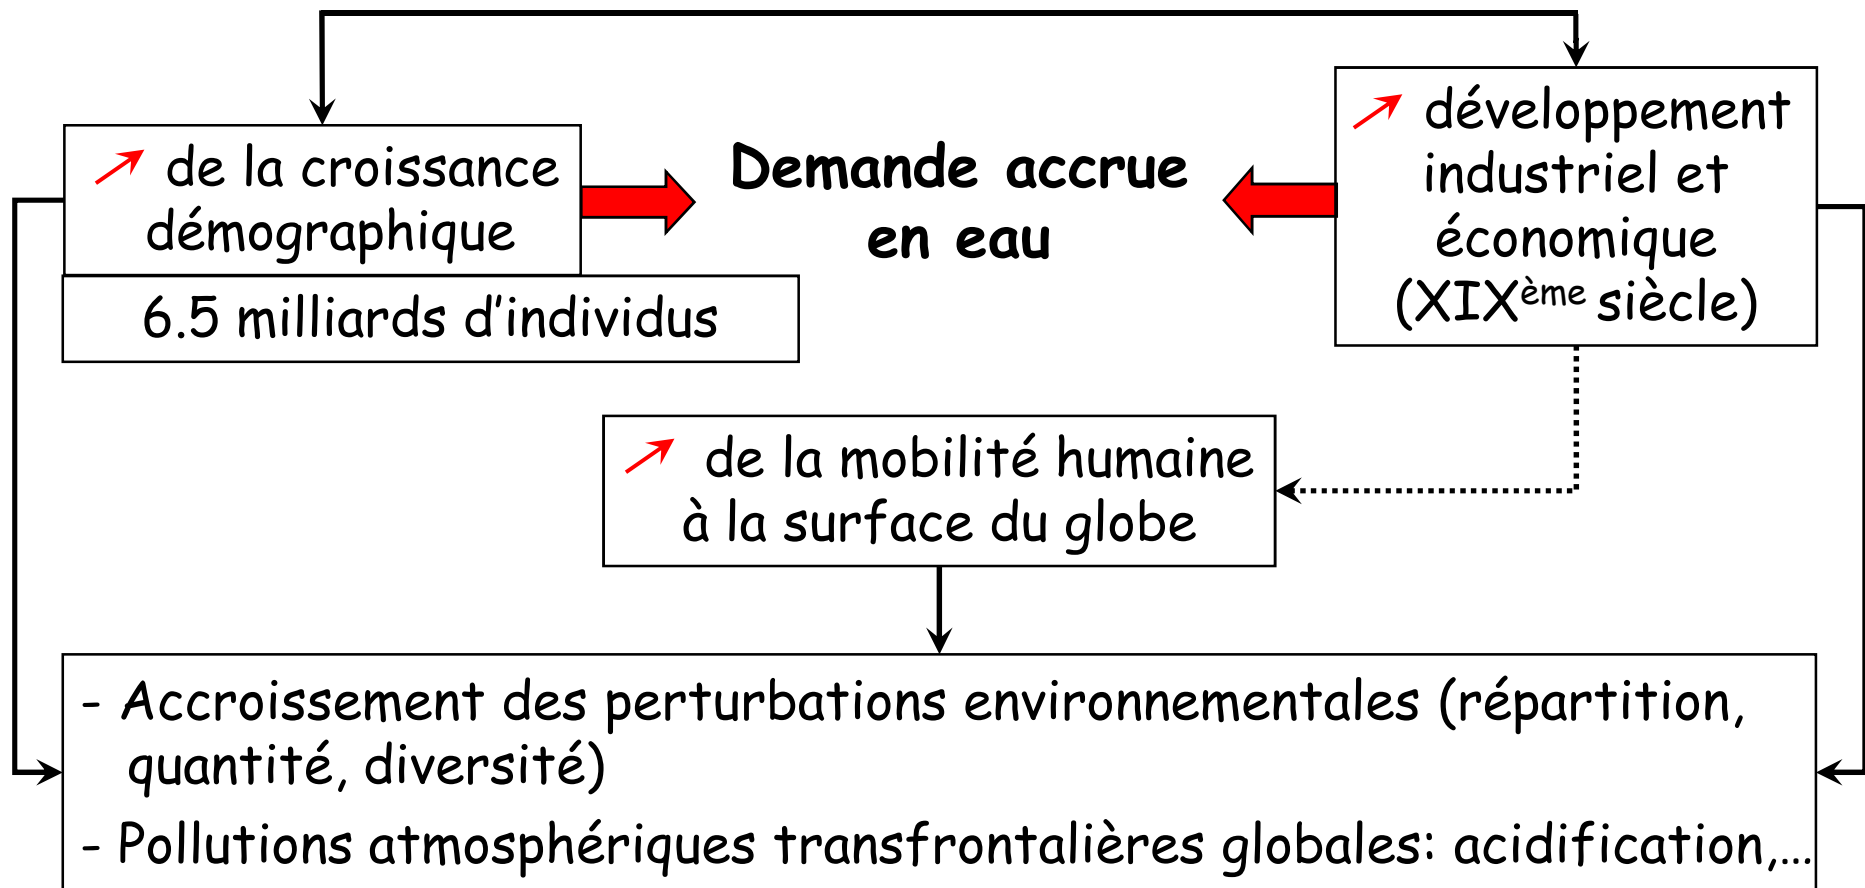 de la croissance
démographique
6.5 milliards d’individus
Demande accrue
en eau
développement
industriel et
économique
(XIXème siècle)
de la mobilité humaine
à la surface du globe
- Accroissement des perturbations environnementales (répartition,
quantité, diversité)
- Pollutions atmosphériques transfrontalières globales: acidification,...